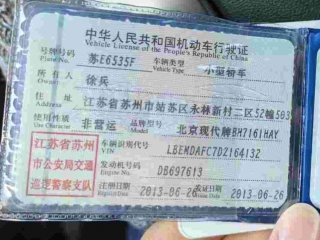 中华人民共和国机动车行驶证
Vehicle License of the People's Republic of China
号牌号码 苏E6535F 车辆类型 小型轿车
Plate No. Vehicle Type
所有人 徐兵
Owner
住址 江苏省苏州市姑苏区永林新村二区52幢503
Address
使用性质 非营运 品牌型号 北京现代牌BH7161HAY
Use Character Model
江苏省苏州 车辆识别代号 LBEMDAFC7DZ164132
VIN
市公安局交通 发动机号码 DB697613
Engine No.
巡逻警察支队 注册日期 2013-06-26 发证日期 2013-06-26
Register Date Issue Date